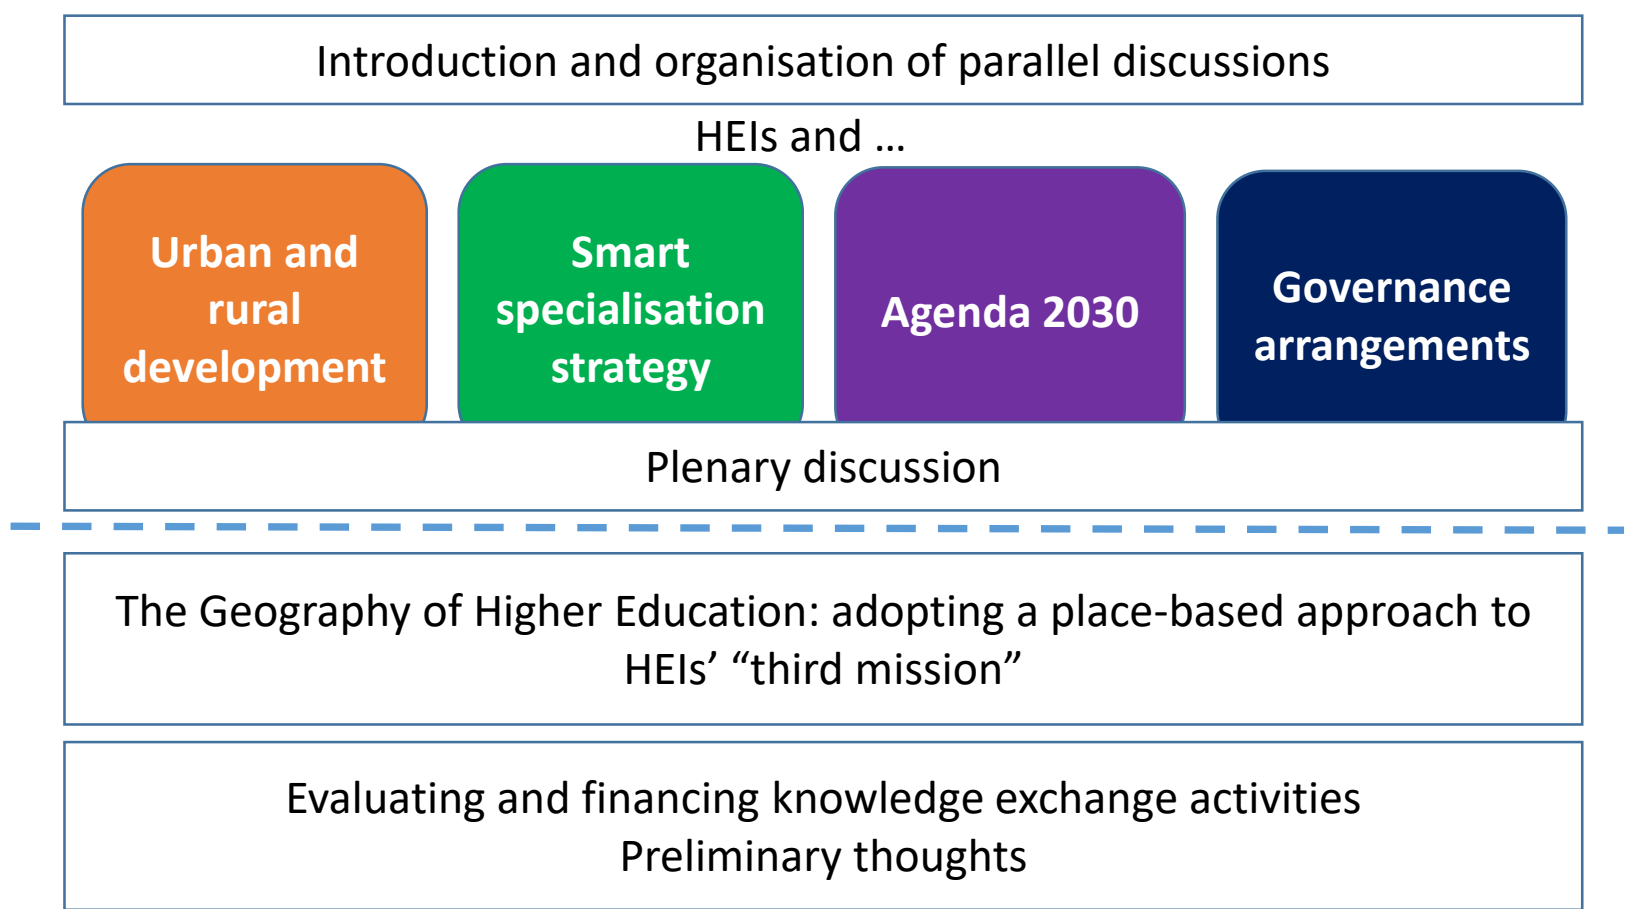 Introduction and organisation of parallel discussions
HEIs and ...
Urban and
rural
development
Smart
specialisation
strategy
Agenda 2030
Governance
arrangements
Plenary discussion
The Geography of Higher Education: adopting a place-based approach to
HEIs’ “third mission”
Evaluating and financing knowledge exchange activities
Preliminary thoughts